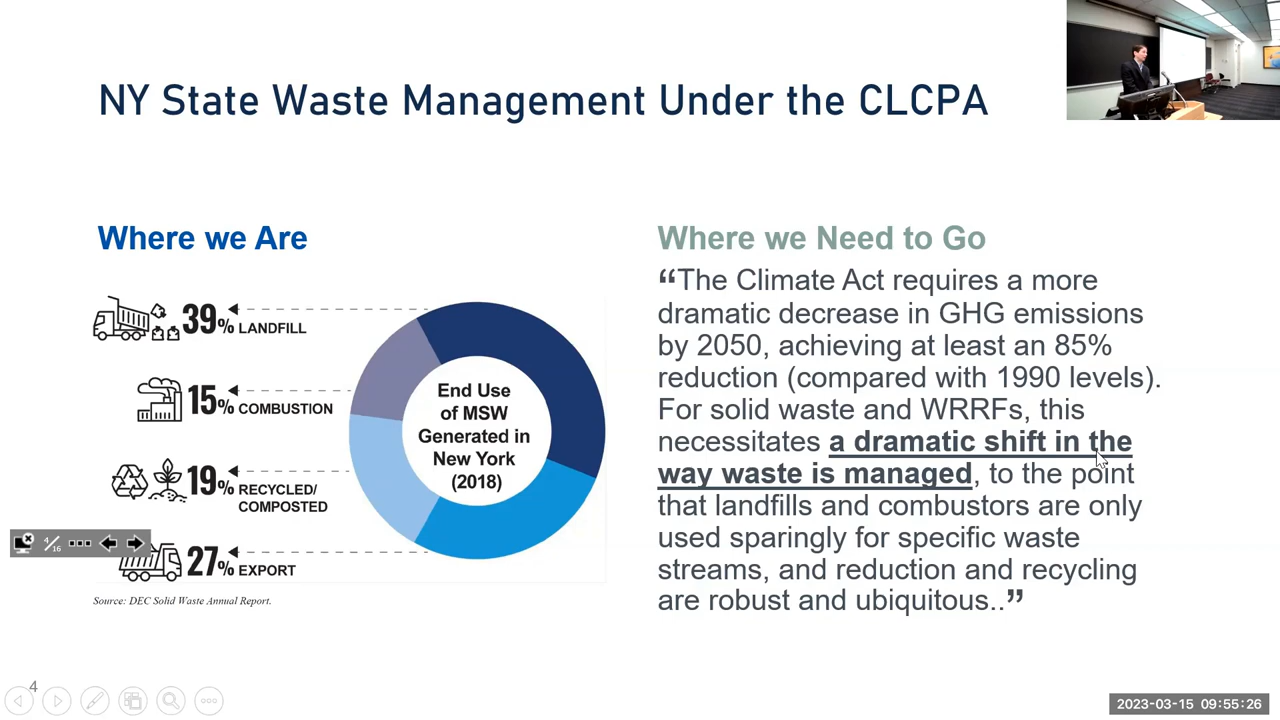 NY State Waste Management Under the CLCPA
Where we Are
39% LANDFILL
15% COMBUSTION
19% RECYCLED/
COMPOSTED
27% EXPORT
End Use
of MSW
Generated in
New York
(2018)
Source: DEC Solid Waste Annual Report.
Where we Need to Go
“The Climate Act requires a more
dramatic decrease in GHG emissions
by 2050, achieving at least an 85%
reduction (compared with 1990 levels).
For solid waste and WRRFs, this
necessitates a dramatic shift in the
way waste is managed, to the point
that landfills and combustors are only
used sparingly for specific waste
streams, and reduction and recycling
are robust and ubiquitous..”
4/16
4
2023-03-15 09:55:26